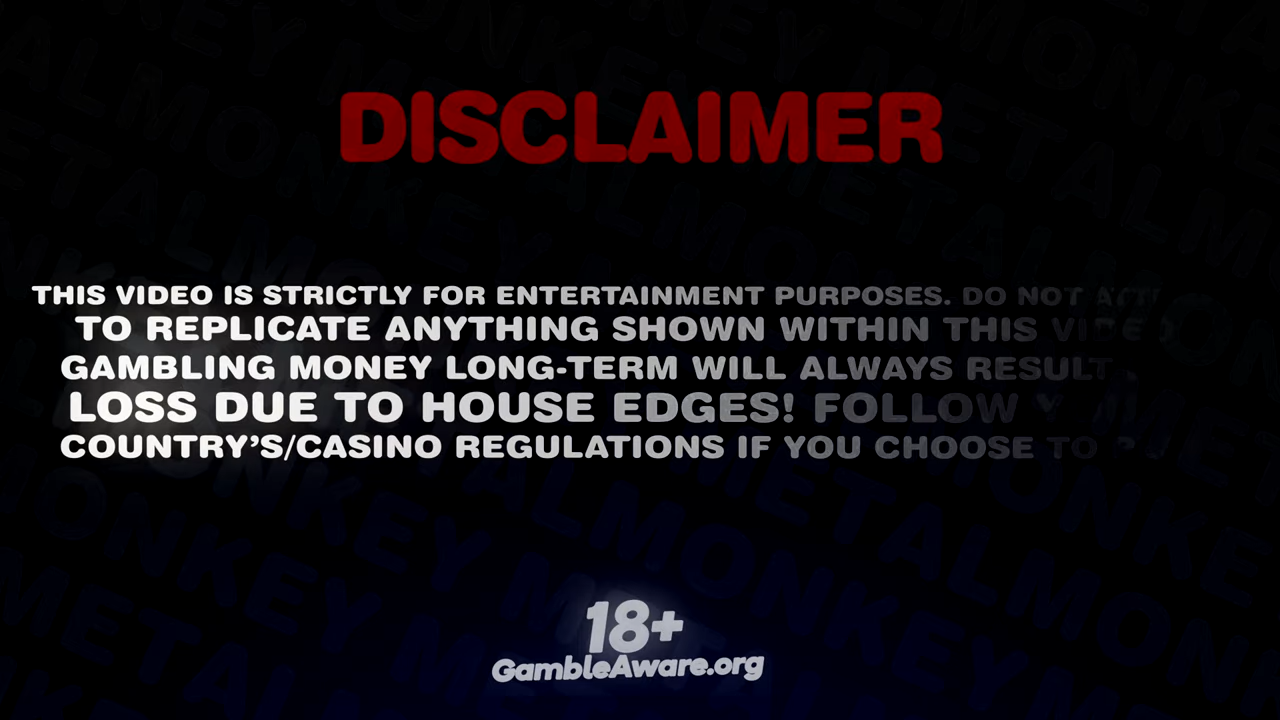 DISCLAIMER
THIS VIDEO IS STRICTLY FOR ENTERTAINMENT PURPOSES. DO NOT
TO REPLICATE ANYTHING SHOWN WITHIN THIS VIDEO
GAMBLING MONEY LONG-TERM WILL ALWAYS RESULT
LOSS DUE TO HOUSE EDGES! FOLLOW
COUNTRY’S/CASINO REGULATIONS IF YOU CHOOSE TO
18+
GambleAware.org